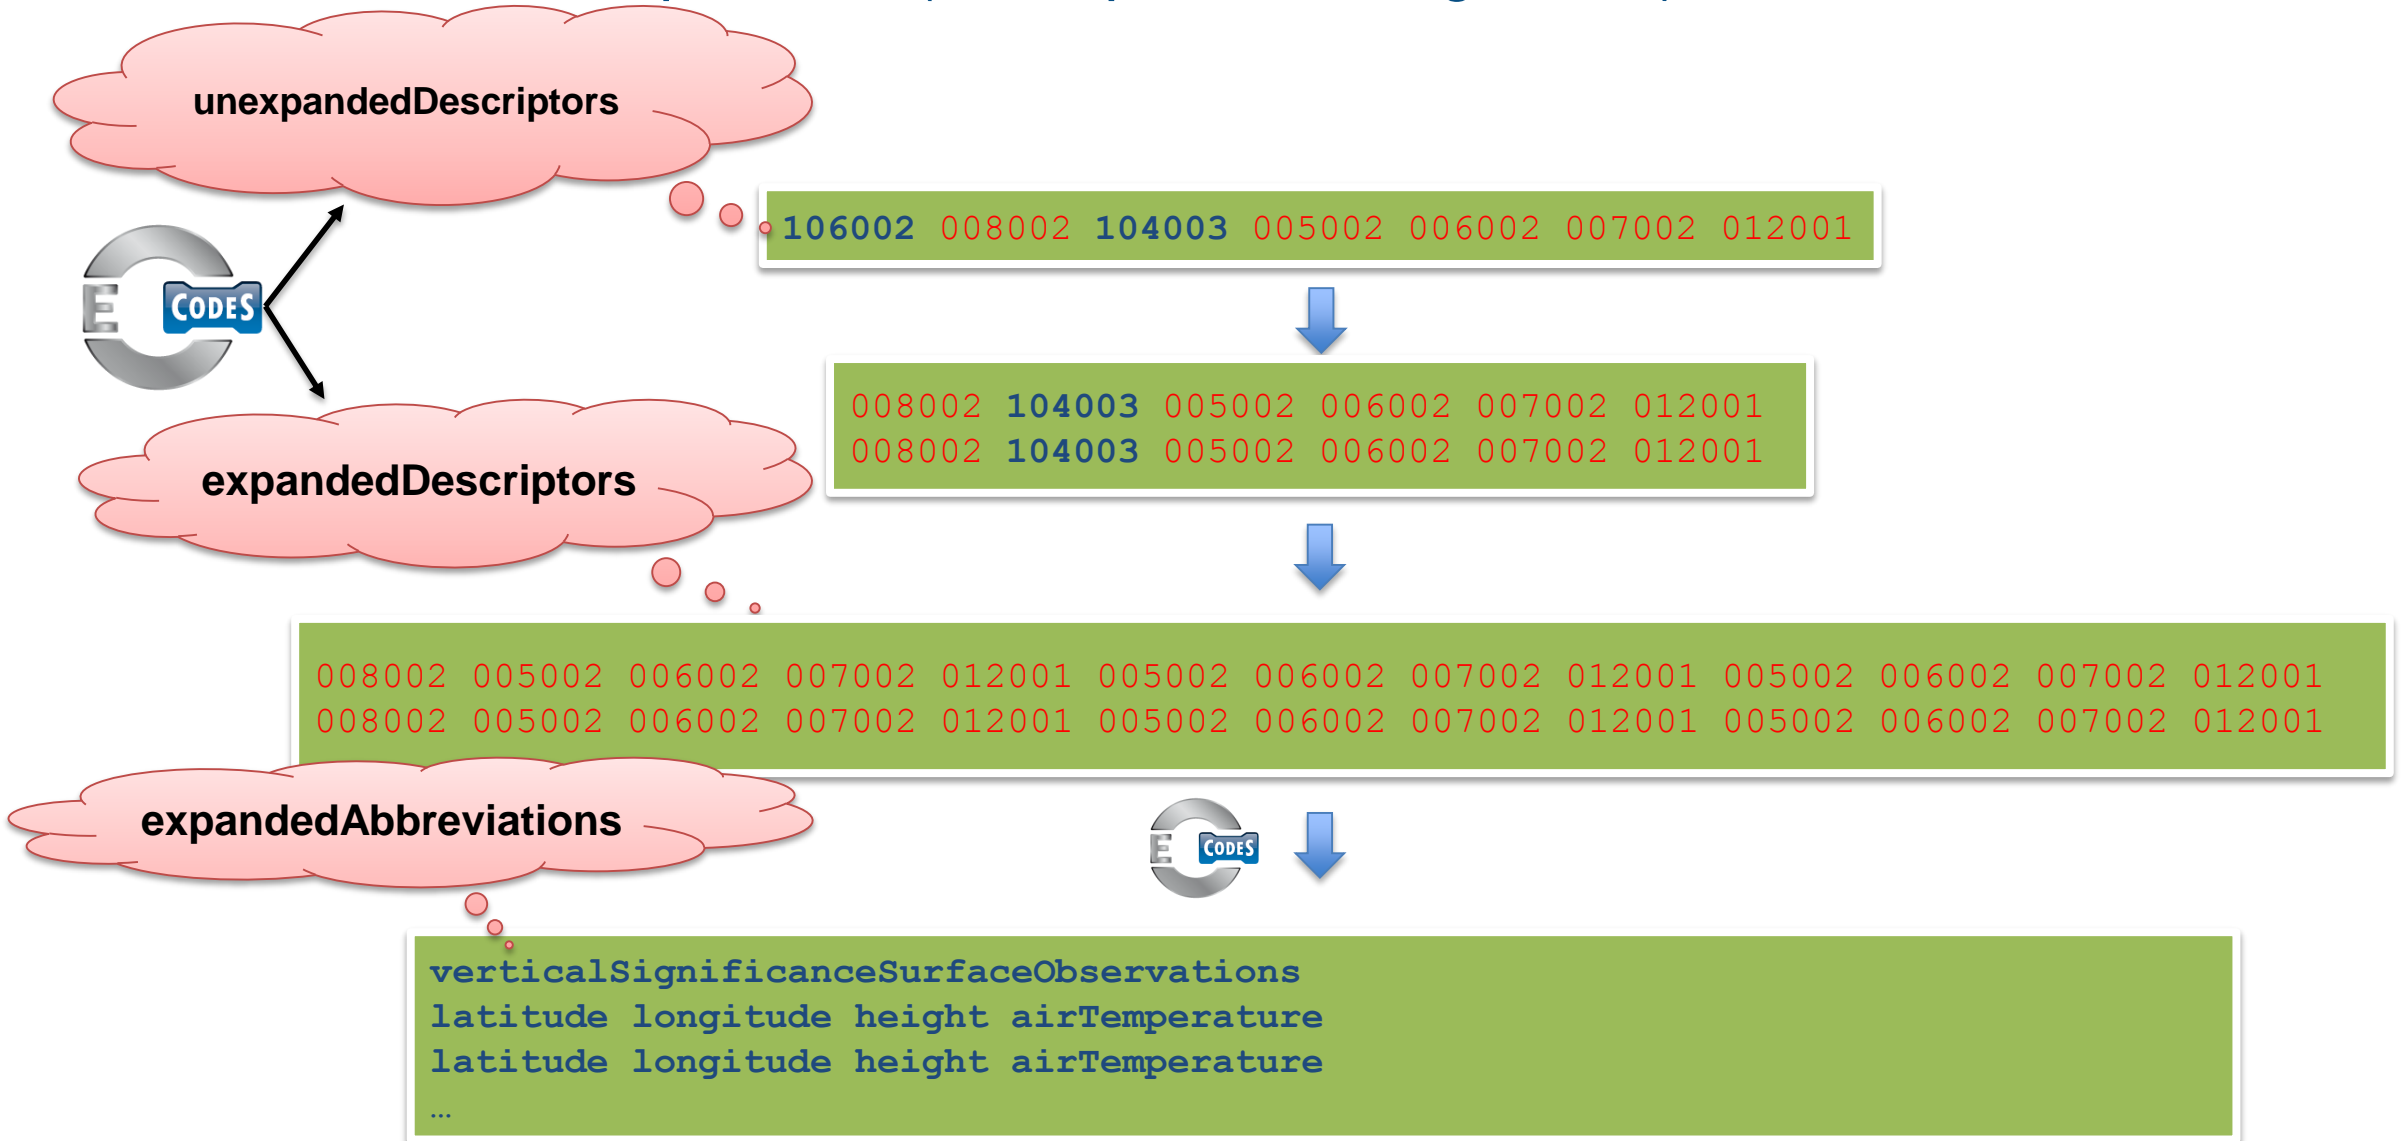 unexpandedDescriptors
106002 008002 104003 005002 006002 007002 012001
E CODES
008002 104003 005002 006002 007002 012001
008002 104003 005002 006002 007002 012001
expandedDescriptors
008002 005002 006002 007002 012001 005002 006002 007002 012001 005002 006002 007002 012001
008002 005002 006002 007002 012001 005002 006002 007002 012001 005002 006002 007002 012001
expandedAbbreviations
E CODES
verticalSignificanceSurfaceObservations
latitude longitude height airTemperature
latitude longitude height airTemperature
…